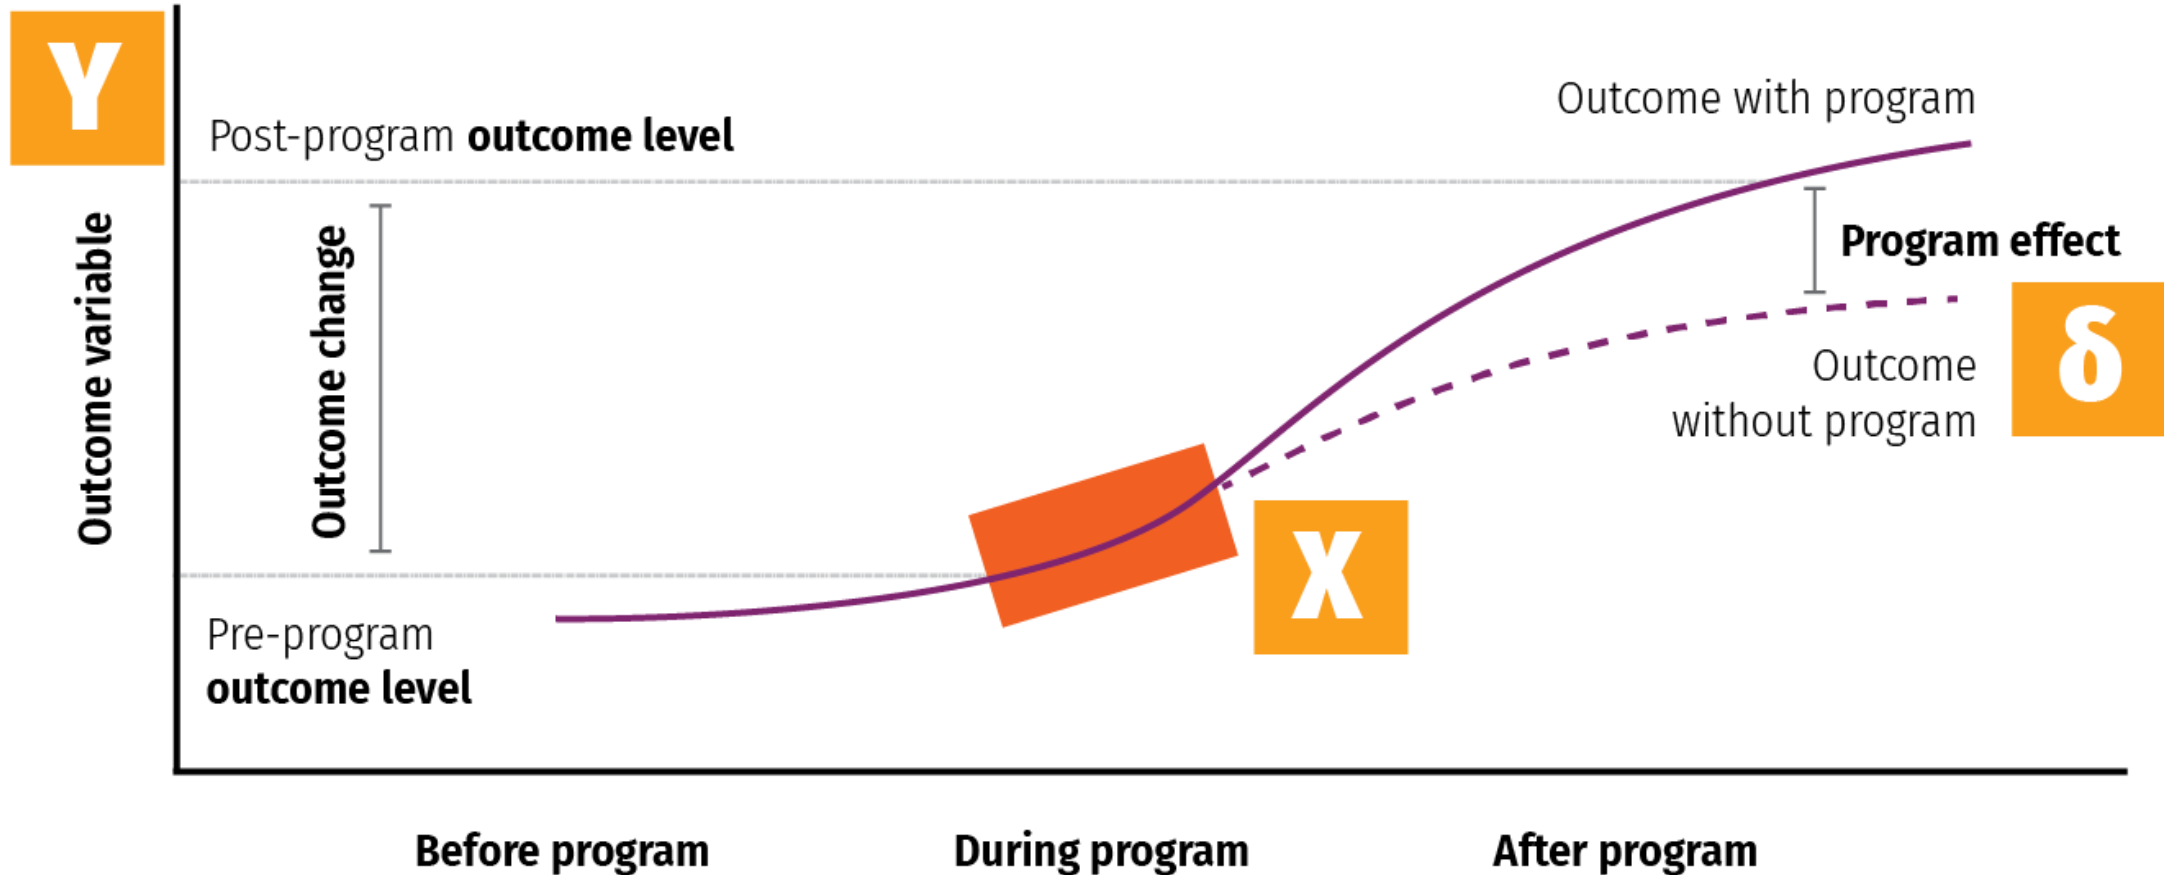 Y
Outcome variable
Post-program outcome level
Outcome change
Pre-program
outcome level
Outcome with program
Program effect
δ
Outcome
without program
X
Before program
During program
After program